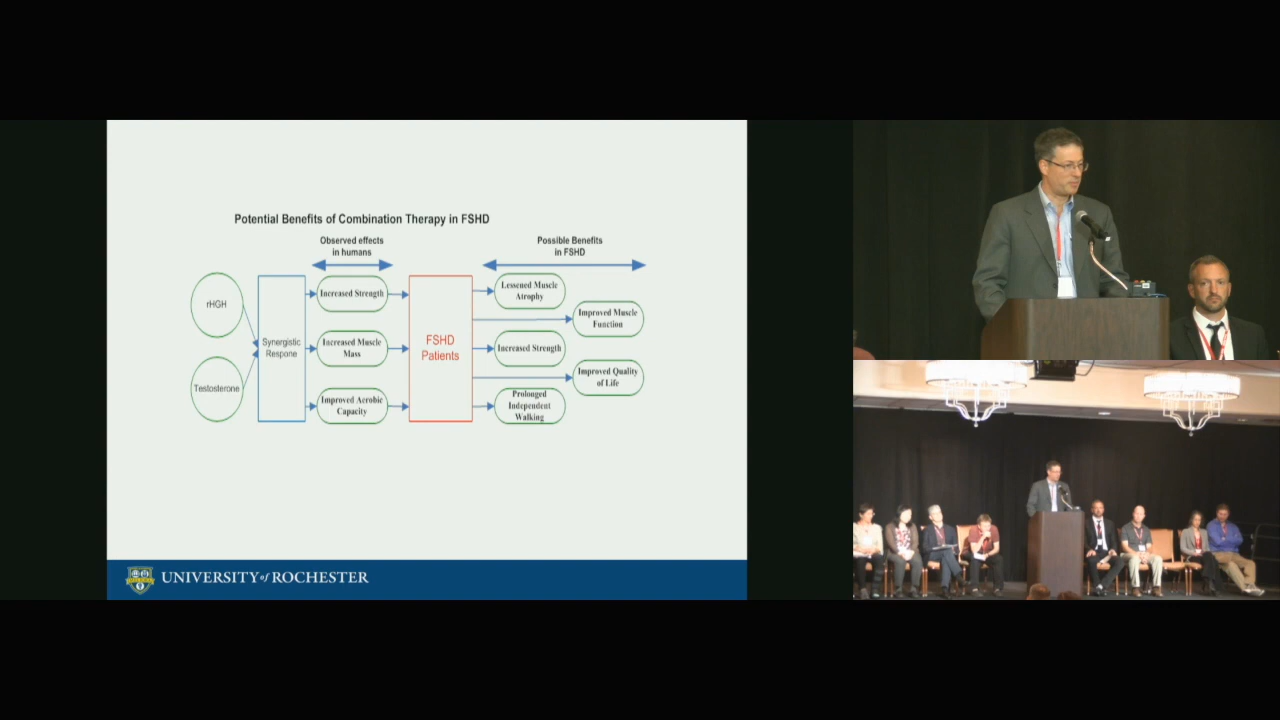 Potential Benefits of Combination Therapy in FSHD
Observed effects
in humans
Possible Benefits
in FSHD
rHGH
Testosterone
Synergistic
Respone
Increased Strength
Increased Muscle
Mass
Improved Aerobic
Capacity
FSHD
Patients
Lessened Muscle
Atrophy
Improved Muscle
Function
Increased Strength
Improved Quality
of Life
Prolonged
Independent
Walking
UNIVERSITY of ROCHESTER